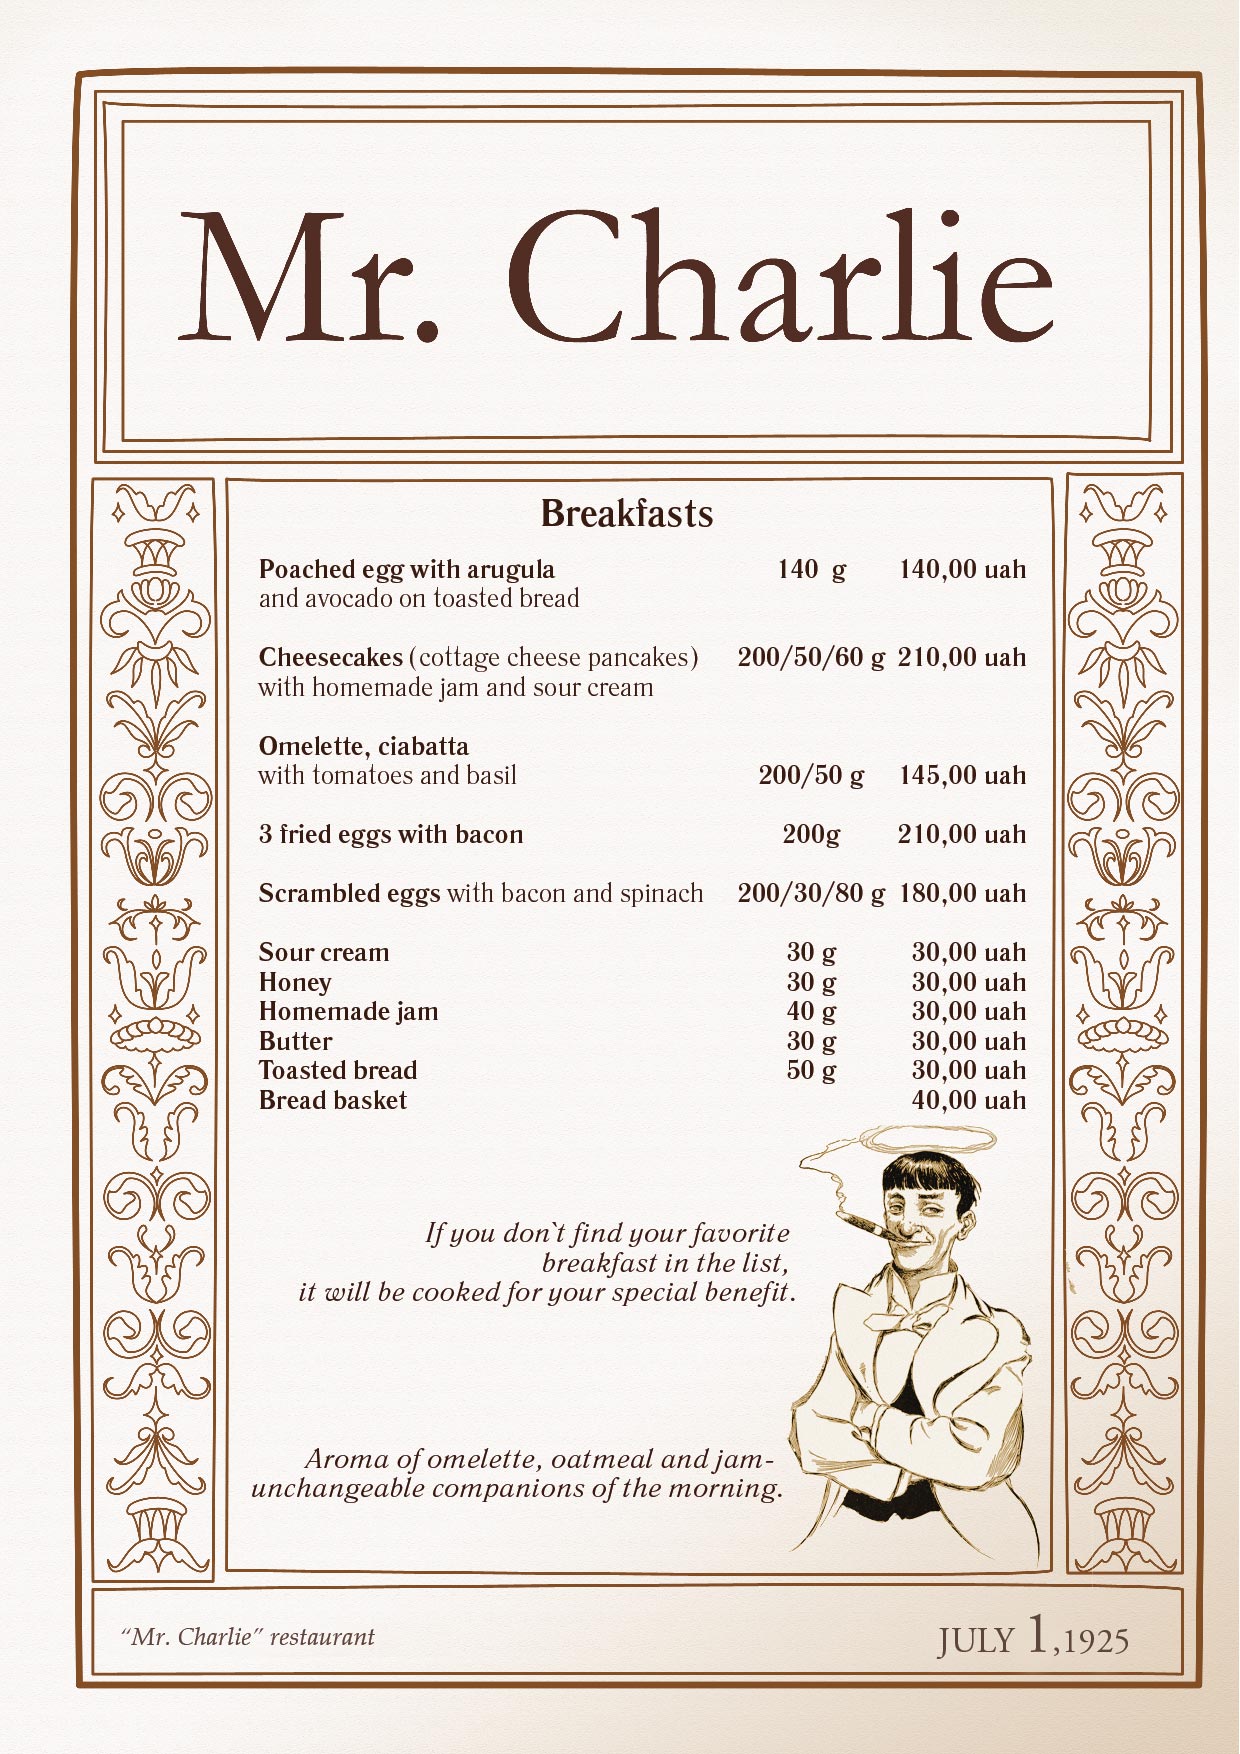 Mr. Charlie
Breakfasts
Poached egg with arugula 140 g 140,00 uah
and avocado on toasted bread
Cheesecakes (cottage cheese pancakes) 200/50/60 g 210,00 uah
with homemade jam and sour cream
Omelette, ciabatta
with tomatoes and basil 200/50 g 145,00 uah
3 fried eggs with bacon 200g 210,00 uah
Scrambled eggs with bacon and spinach 200/30/80 g 180,00 uah
Sour cream 30 g 30,00 uah
Honey 30 g 30,00 uah
Homemade jam 40 g 30,00 uah
Butter 30 g 30,00 uah
Toasted bread 50 g 30,00 uah
Bread basket 40,00 uah
If you don`t find your favorite
breakfast in the list,
it will be cooked for your special benefit.
Aroma of omelette, oatmeal and jam-
unchangeable companions of the morning.
“Mr. Charlie” restaurant
JULY 1,1925